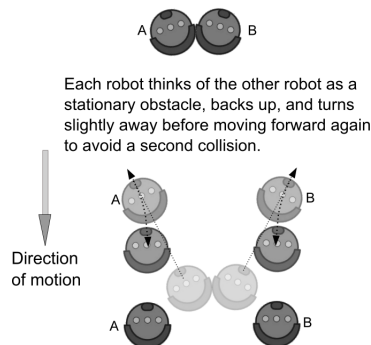 A B
Each robot thinks of the other robot as a
stationary obstacle, backs up, and turns
slightly away before moving forward again
to avoid a second collision.
A B
Direction
of motion
A B